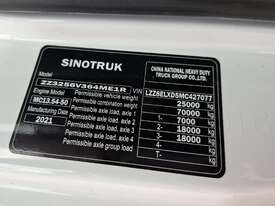 SINOTRUK
CHINA NATIONAL HEAVY DUTY
TRUCK GROUP CO.,LTD.
Model
ZZ3256V364ME1R VIN LZZ8ELXD5MC427077
Engine Model Permissible vehicle weight 25000 kg
MC13.54-50 Permissible combination weight 70000 kg
Manufacturing Date Permissible axle load, axle 1 1- 7000 kg
2021 Permissible axle load, axle 2 2- 18000 kg
Permissible axle load, axle 3 3- 18000 kg
Permissible axle load, axle 4 4- - kg
Permissible axle group load T- - kg